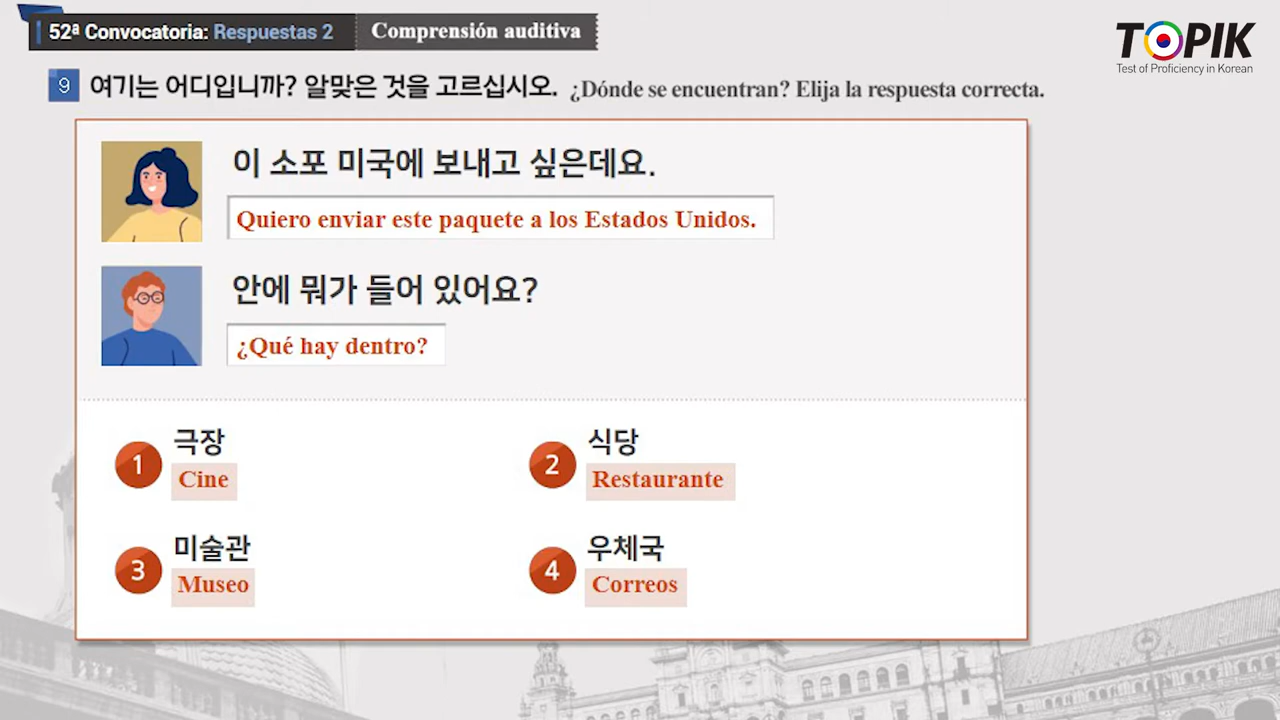 52ª Convocatoria: Respuestas 2 Comprensión auditiva
TOPIK
Test of Proficiency in Korean
9 여기는 어디입니까? 알맞은 것을 고르십시오. ¿Dónde se encuentran? Elija la respuesta correcta.
이 소포 미국에 보내고 싶은데요.
Quiero enviar este paquete a los Estados Unidos.
안에 뭐가 들어 있어요?
¿Qué hay dentro?
1 극장
Cine
2 식당
Restaurante
3 미술관
Museo
4 우체국
Correos